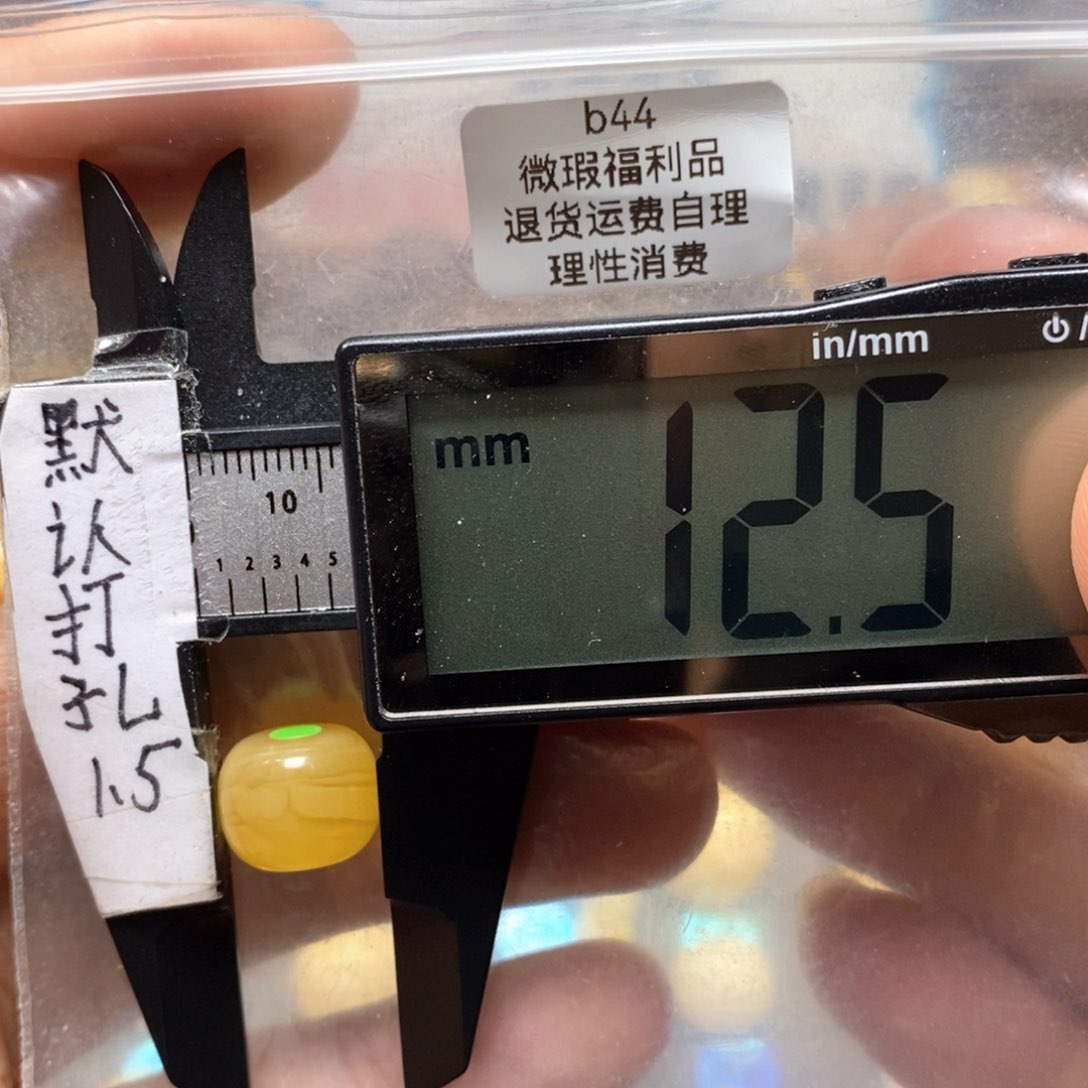 b44
微瑕福利品
退货运费自理
理性消费
in/mm
mm
12.5
10
1 2 3 4 5
默
认
打
孔
1.5